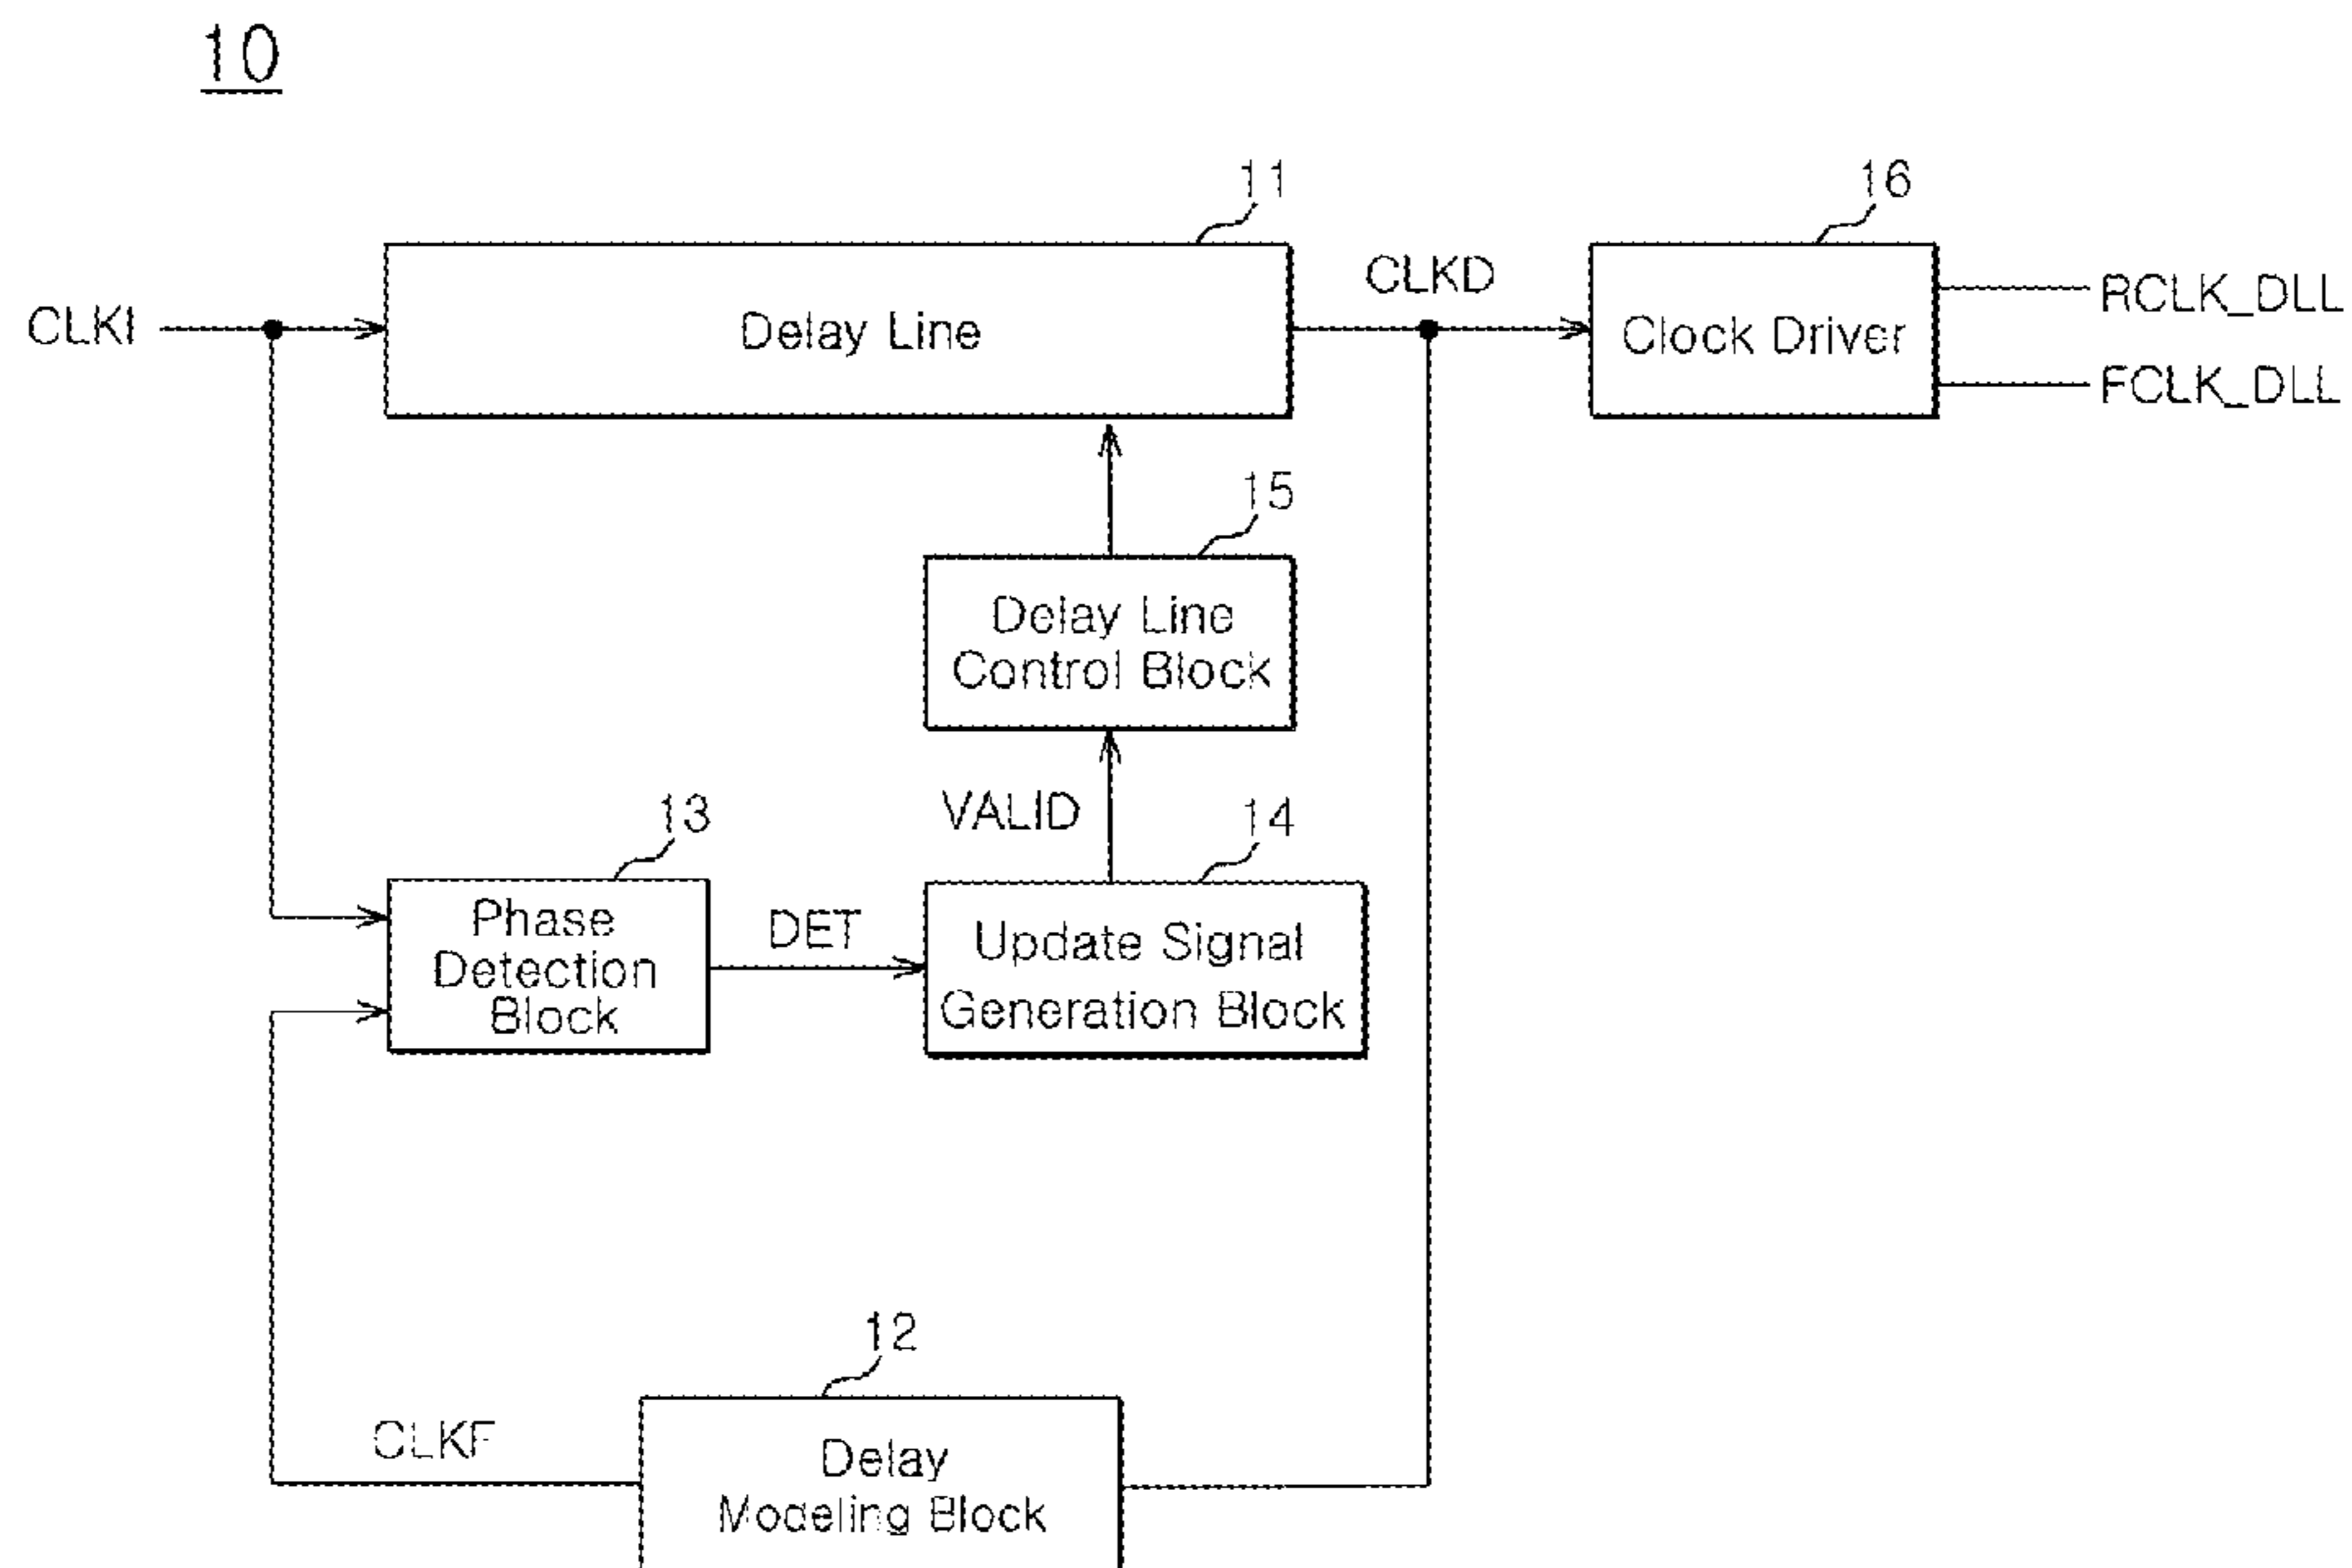 10
11
16
CLKI
Delay Line
CLKD
Clock Driver
RCLK_DLL
FCLK_DLL
15
Delay Line
Control Block
VALID
13
14
Phase
Detection
Block
DET
Update Signal
Generation Block
12
CLKF
Delay
Modeling Block